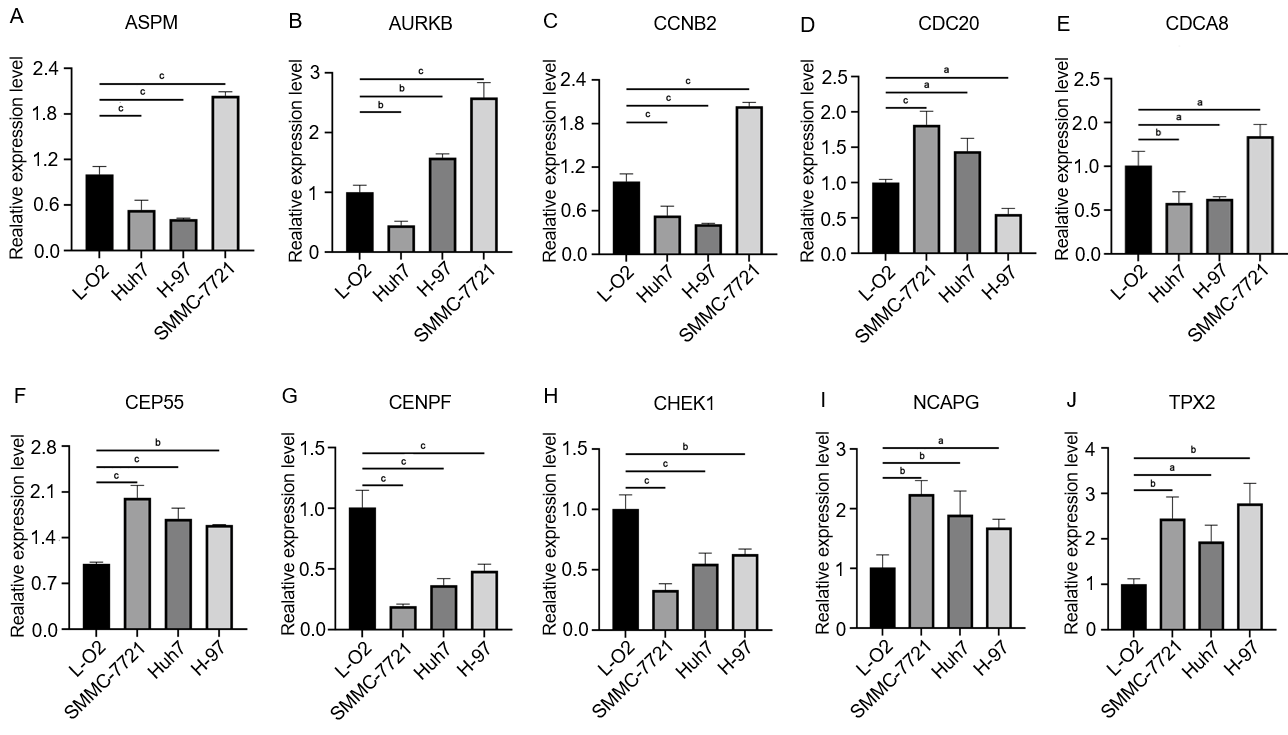 A
ASPM
Realative expression level
2.4
1.8
1.2
0.6
0.0
c
c
c
L-O2
Huh7
H-97
SMMC-7721
B
AURKB
Realative expression level
3
2
1
0
c
b
b
L-O2
Huh7
H-97
SMMC-7721
C
CCNB2
Realative expression level
2.4
1.8
1.2
0.6
0.0
c
c
c
L-O2
Huh7
H-97
SMMC-7721
D
CDC20
Realative expression level
2.5
2.0
1.5
1.0
0.5
0.0
a
a
c
L-O2
SMMC-7721
Huh7
H-97
E
CDCA8
Realative expression level
2.5
2.0
1.0
0.5
0.0
a
a
b
L-O2
Huh7
H-97
SMMC-7721
F
CEP55
Realative expression level
2.8
2.1
1.4
0.7
0.0
b
c
c
L-O2
SMMC-7721
Huh7
H-97
G
CENPF
Realative expression level
1.5
1.0
0.5
0.0
c
c
c
L-O2
SMMC-7721
Huh7
H-97
H
CHEK1
Realative expression level
1.5
1.0
0.5
0.0
b
c
c
L-O2
SMMC-7721
Huh7
H-97
I
NCAPG
Realative expression level
3
2
1
0
a
b
b
L-O2
SMMC-7721
Huh7
H-97
J
TPX2
Realative expression level
4
3
2
1
0
b
a
b
L-O2
SMMC-7721
Huh7
H-97